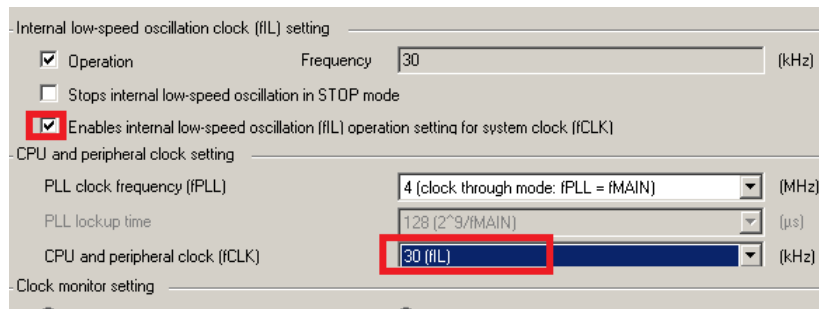 Internal low-speed oscillation clock (fIL) setting
Operation Frequency 30 (kHz)
Stops internal low-speed oscillation in STOP mode
Enables internal low-speed oscillation (fIL) operation setting for system clock (fCLK)
CPU and peripheral clock setting
PLL clock frequency (fPLL) 4 (clock through mode: fPLL = fMAIN) (MHz)
PLL lockup time 128 (2^9/fMAIN) (µs)
CPU and peripheral clock (fCLK) 30 (fIL) (kHz)
Clock monitor setting